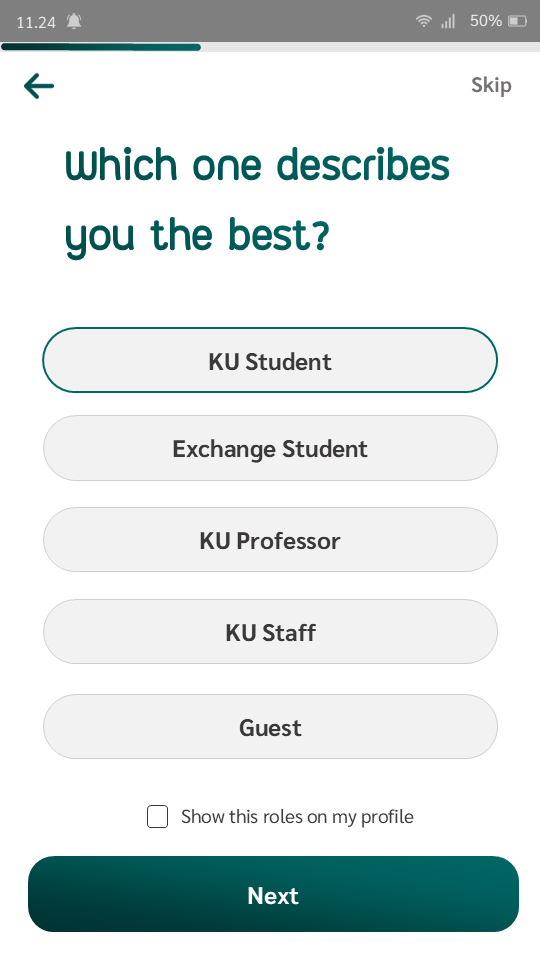 11.24
50%
Skip
Which one describes
you the best?
KU Student
Exchange Student
KU Professor
KU Staff
Guest
Show this roles on my profile
Next